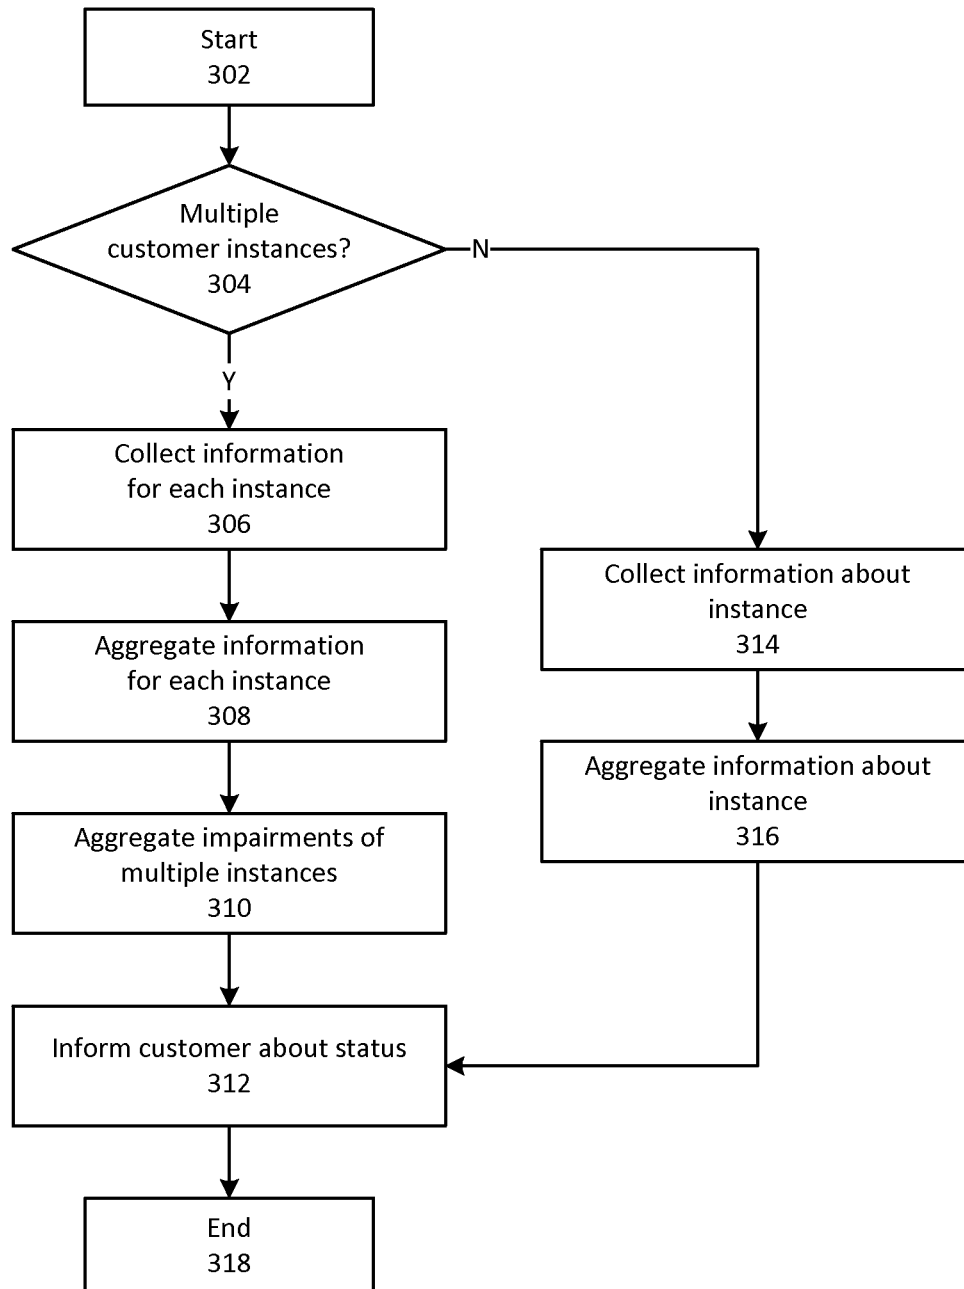 Start
302
Multiple
customer instances?
304
N
Y
Collect information
for each instance
306
Collect information about
instance
314
Aggregate information
for each instance
308
Aggregate information about
instance
316
Aggregate impairments of
multiple instances
310
Inform customer about status
312
End
318